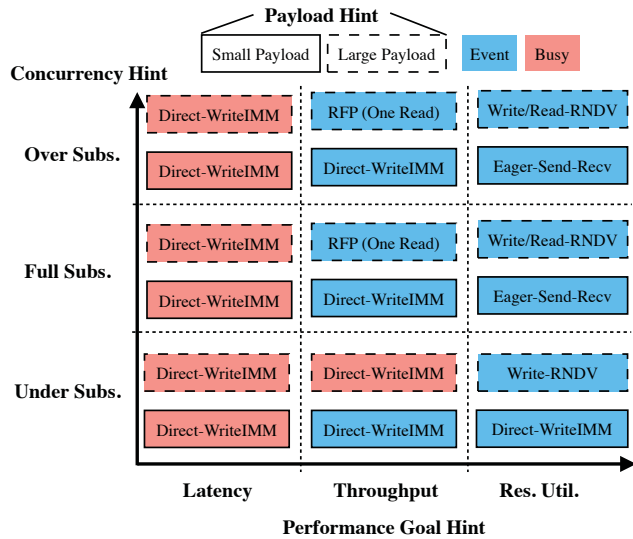 Payload Hint
Small Payload Large Payload Event Busy
Concurrency Hint
Direct-WriteIMM RFP (One Read) Write/Read-RNDV
Over Subs.
Direct-WriteIMM Direct-WriteIMM Eager-Send-Recv
Direct-WriteIMM RFP (One Read) Write/Read-RNDV
Full Subs.
Direct-WriteIMM Direct-WriteIMM Eager-Send-Recv
Direct-WriteIMM Direct-WriteIMM Write-RNDV
Under Subs.
Direct-WriteIMM Direct-WriteIMM Direct-WriteIMM
Latency Throughput Res. Util.
Performance Goal Hint